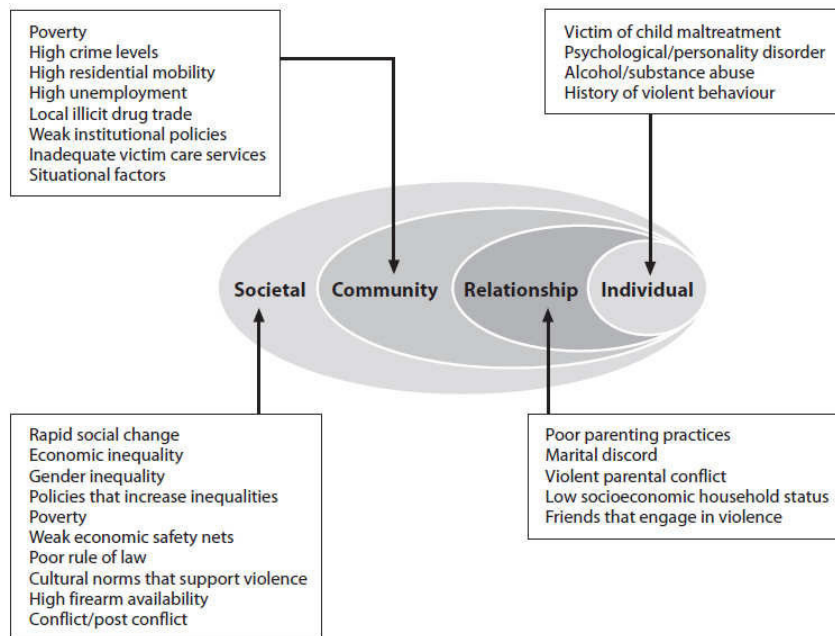 Poverty
High crime levels
High residential mobility
High unemployment
Local illicit drug trade
Weak institutional policies
Inadequate victim care services
Situational factors
Victim of child maltreatment
Psychological/personality disorder
Alcohol/substance abuse
History of violent behaviour
Societal Community Relationship Individual
Rapid social change
Economic inequality
Gender inequality
Policies that increase inequalities
Poverty
Weak economic safety nets
Poor rule of law
Cultural norms that support violence
High firearm availability
Conflict/post conflict
Poor parenting practices
Marital discord
Violent parental conflict
Low socioeconomic household status
Friends that engage in violence